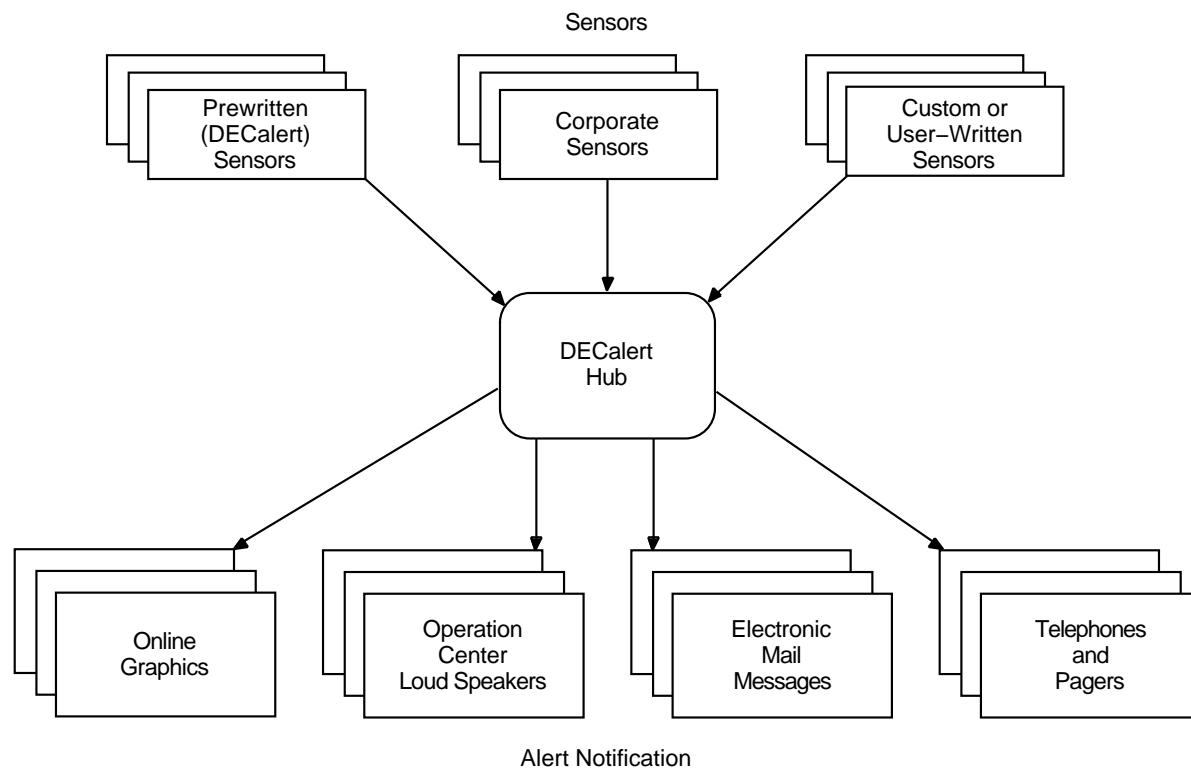 Sensors
Prewritten
(DECalert)
Sensors
Corporate
Sensors
Custom or
User−Written
Sensors
DECalert
Hub
Online
Graphics
Operation
Center
Loud Speakers
Electronic
Mail
Messages
Telephones
and
Pagers
Alert Notification